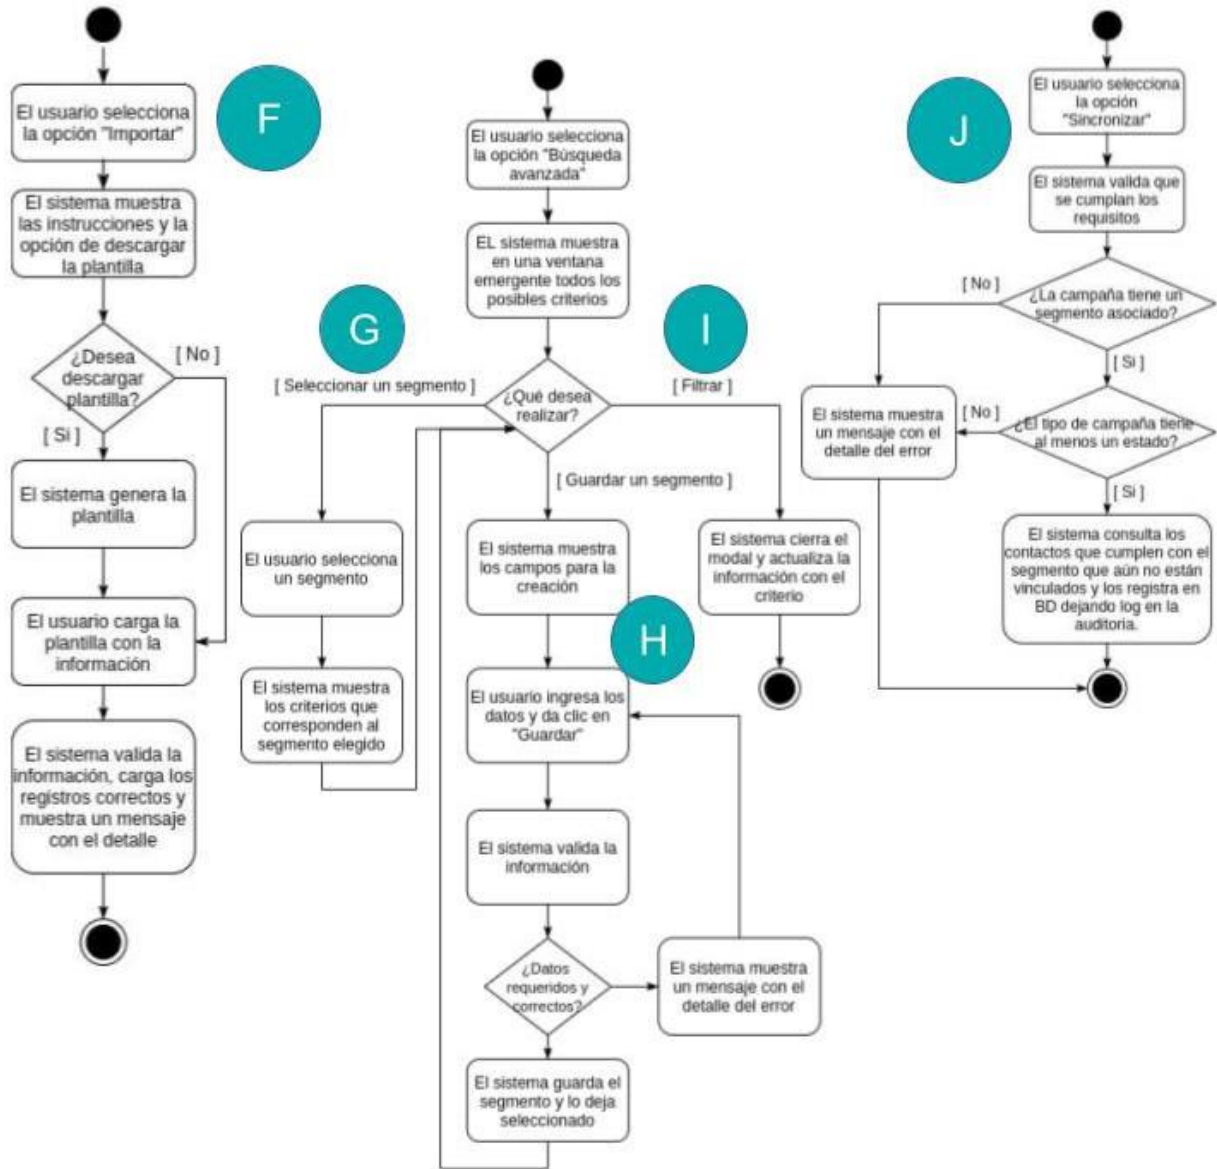 El usuario selecciona
la opción "Importar"
F
El sistema muestra
las instrucciones y la
opción de descargar
la plantilla
¿Desea
descargar
plantilla?
[ No ]
[ Si ]
El sistema genera la
plantilla
El usuario carga la
plantilla con la
información
El sistema valida la
información, carga los
registros correctos y
muestra un mensaje
con el detalle
El usuario selecciona
la opción "Búsqueda
avanzada"
EL sistema muestra
en una ventana
emergente todos los
posibles criterios
G
I
[ Seleccionar un segmento ]
¿Qué desea
realizar?
[ Filtrar ]
[ Guardar un segmento ]
El usuario selecciona
un segmento
El sistema muestra
los criterios que
corresponden al
segmento elegido
El sistema muestra
los campos para la
creación
H
El usuario ingresa los
datos y da clic en
"Guardar"
El sistema valida la
información
¿Datos
requeridos y
correctos?
El sistema muestra
un mensaje con el
detalle del error
El sistema guarda el
segmento y lo deja
seleccionado
El sistema cierra el
modal y actualiza la
información con el
criterio
J
El usuario selecciona
la opción
"Sincronizar"
El sistema valida que
se cumplan los
requisitos
[ No ]
¿La campaña tiene un
segmento asociado?
[ Si ]
[ No ]
¿El tipo de campaña tiene
al menos un estado?
El sistema muestra
un mensaje con el
detalle del error
[ Si ]
El sistema consulta los
contactos que cumplen con el
segmento que aún no están
vinculados y los registra en
BD dejando log en la
auditoria.